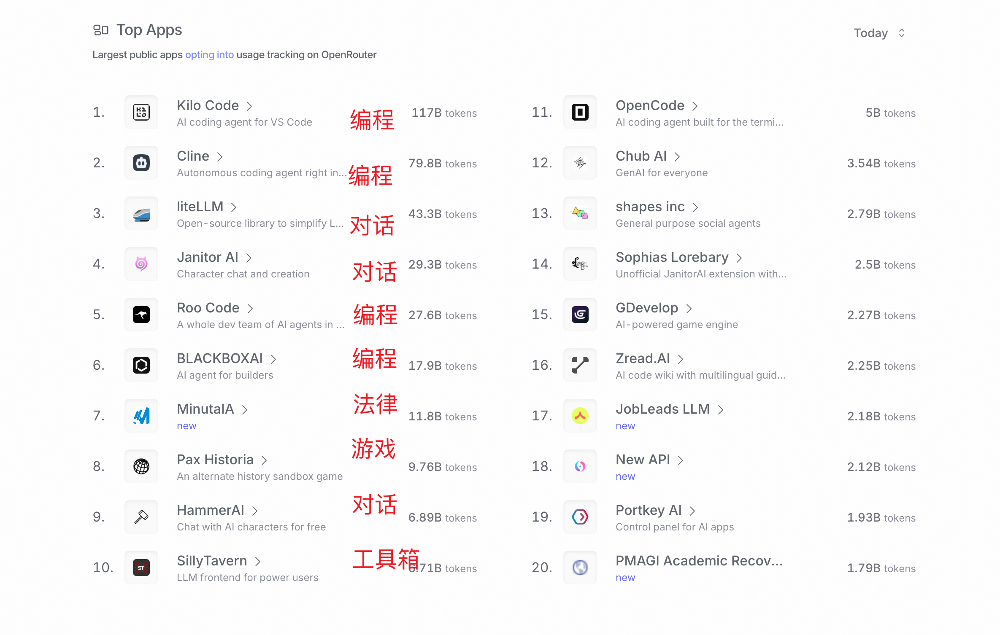 Top Apps
Today
Largest public apps opting into usage tracking on OpenRouter
1.
Kilo Code
AI coding agent for VS Code
编程
117B tokens
2.
Cline
Autonomous coding agent right in...
编程
79.8B tokens
3.
liteLLM
Open-source library to simplify L...
对话
43.3B tokens
4.
Janitor AI
Character chat and creation
对话
29.3B tokens
5.
Roo Code
A whole dev team of AI agents in ...
编程
27.6B tokens
6.
BLACKBOXAI
AI agent for builders
编程
17.9B tokens
7.
MinutaIA
new
法律
11.8B tokens
8.
Pax Historia
An alternate history sandbox game
游戏
9.76B tokens
9.
HammerAI
Chat with AI characters for free
对话
6.89B tokens
10.
SillyTavern
LLM frontend for power users
工具箱
6.71B tokens
11.
OpenCode
AI coding agent built for the termi...
5B tokens
12.
Chub AI
GenAI for everyone
3.54B tokens
13.
shapes inc
General purpose social agents
2.79B tokens
14.
Sophias Lorebary
Unofficial JanitorAI extension with...
2.5B tokens
15.
GDevelop
AI-powered game engine
2.27B tokens
16.
Zread.AI
AI code wiki with multilingual guid...
2.25B tokens
17.
JobLeads LLM
new
2.18B tokens
18.
New API
new
2.12B tokens
19.
Portkey AI
Control panel for AI apps
1.93B tokens
20.
PMAGI Academic Recov...
new
1.79B tokens